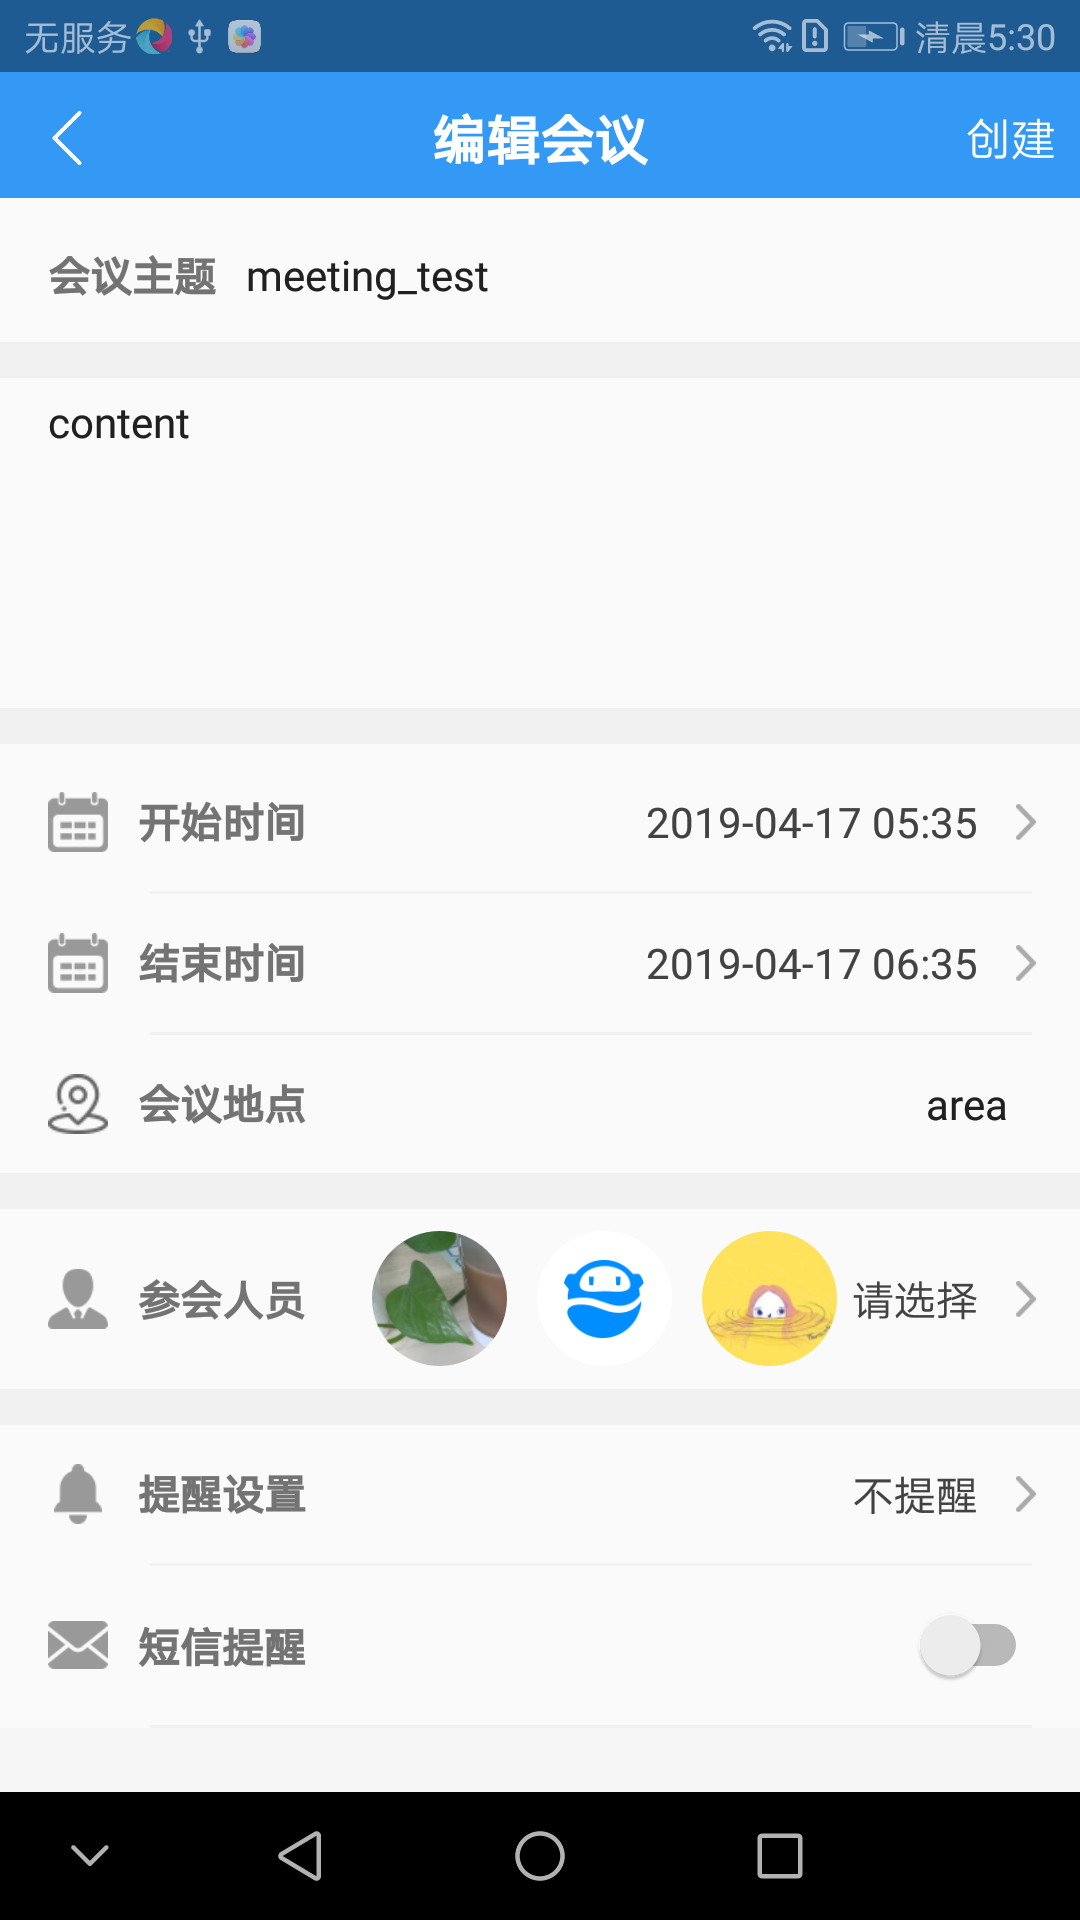 无服务 清晨5:30
编辑会议 创建
会议主题 meeting_test
content
开始时间 2019-04-17 05:35
结束时间 2019-04-17 06:35
会议地点 area
参会人员 请选择
提醒设置 不提醒
短信提醒